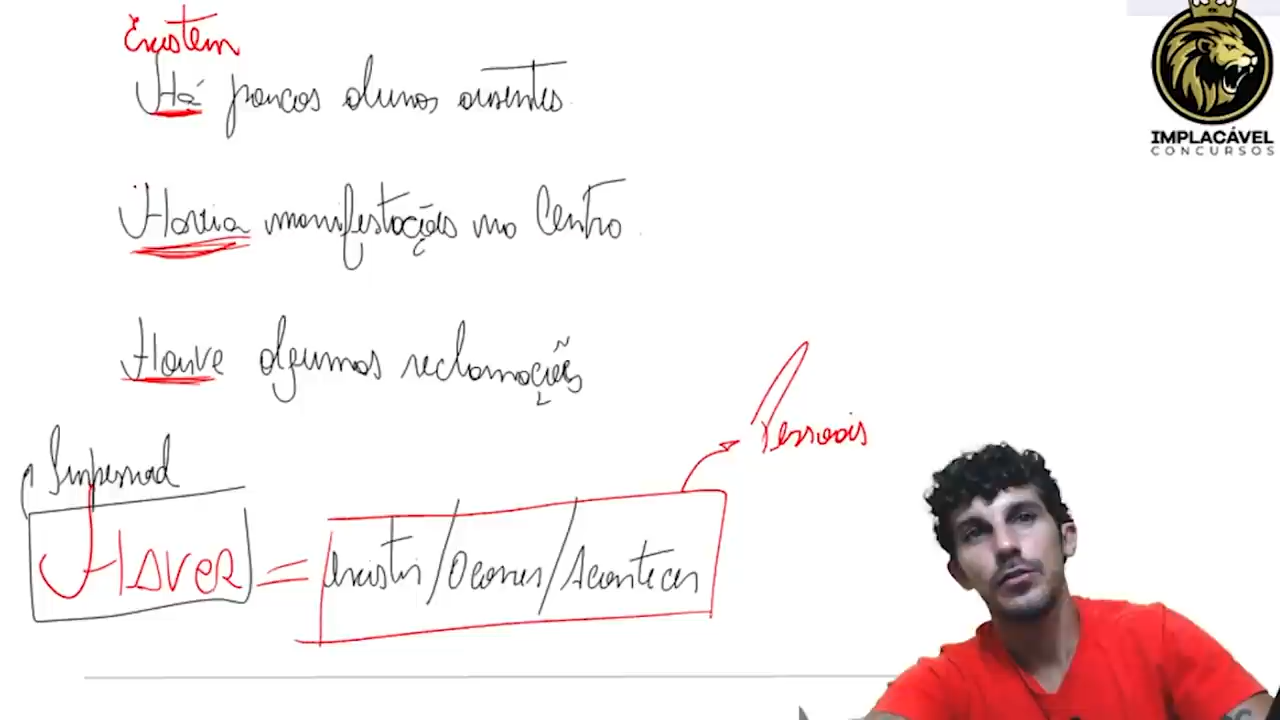 Existem
Há poucos alunos ausentes.
Havia manifestações no Centro.
Houve algumas reclamações
Pessoais
Impessoal
HAVER = existir / Ocorrer / Acontecer
IMPLACÁVEL
CONCURSOS